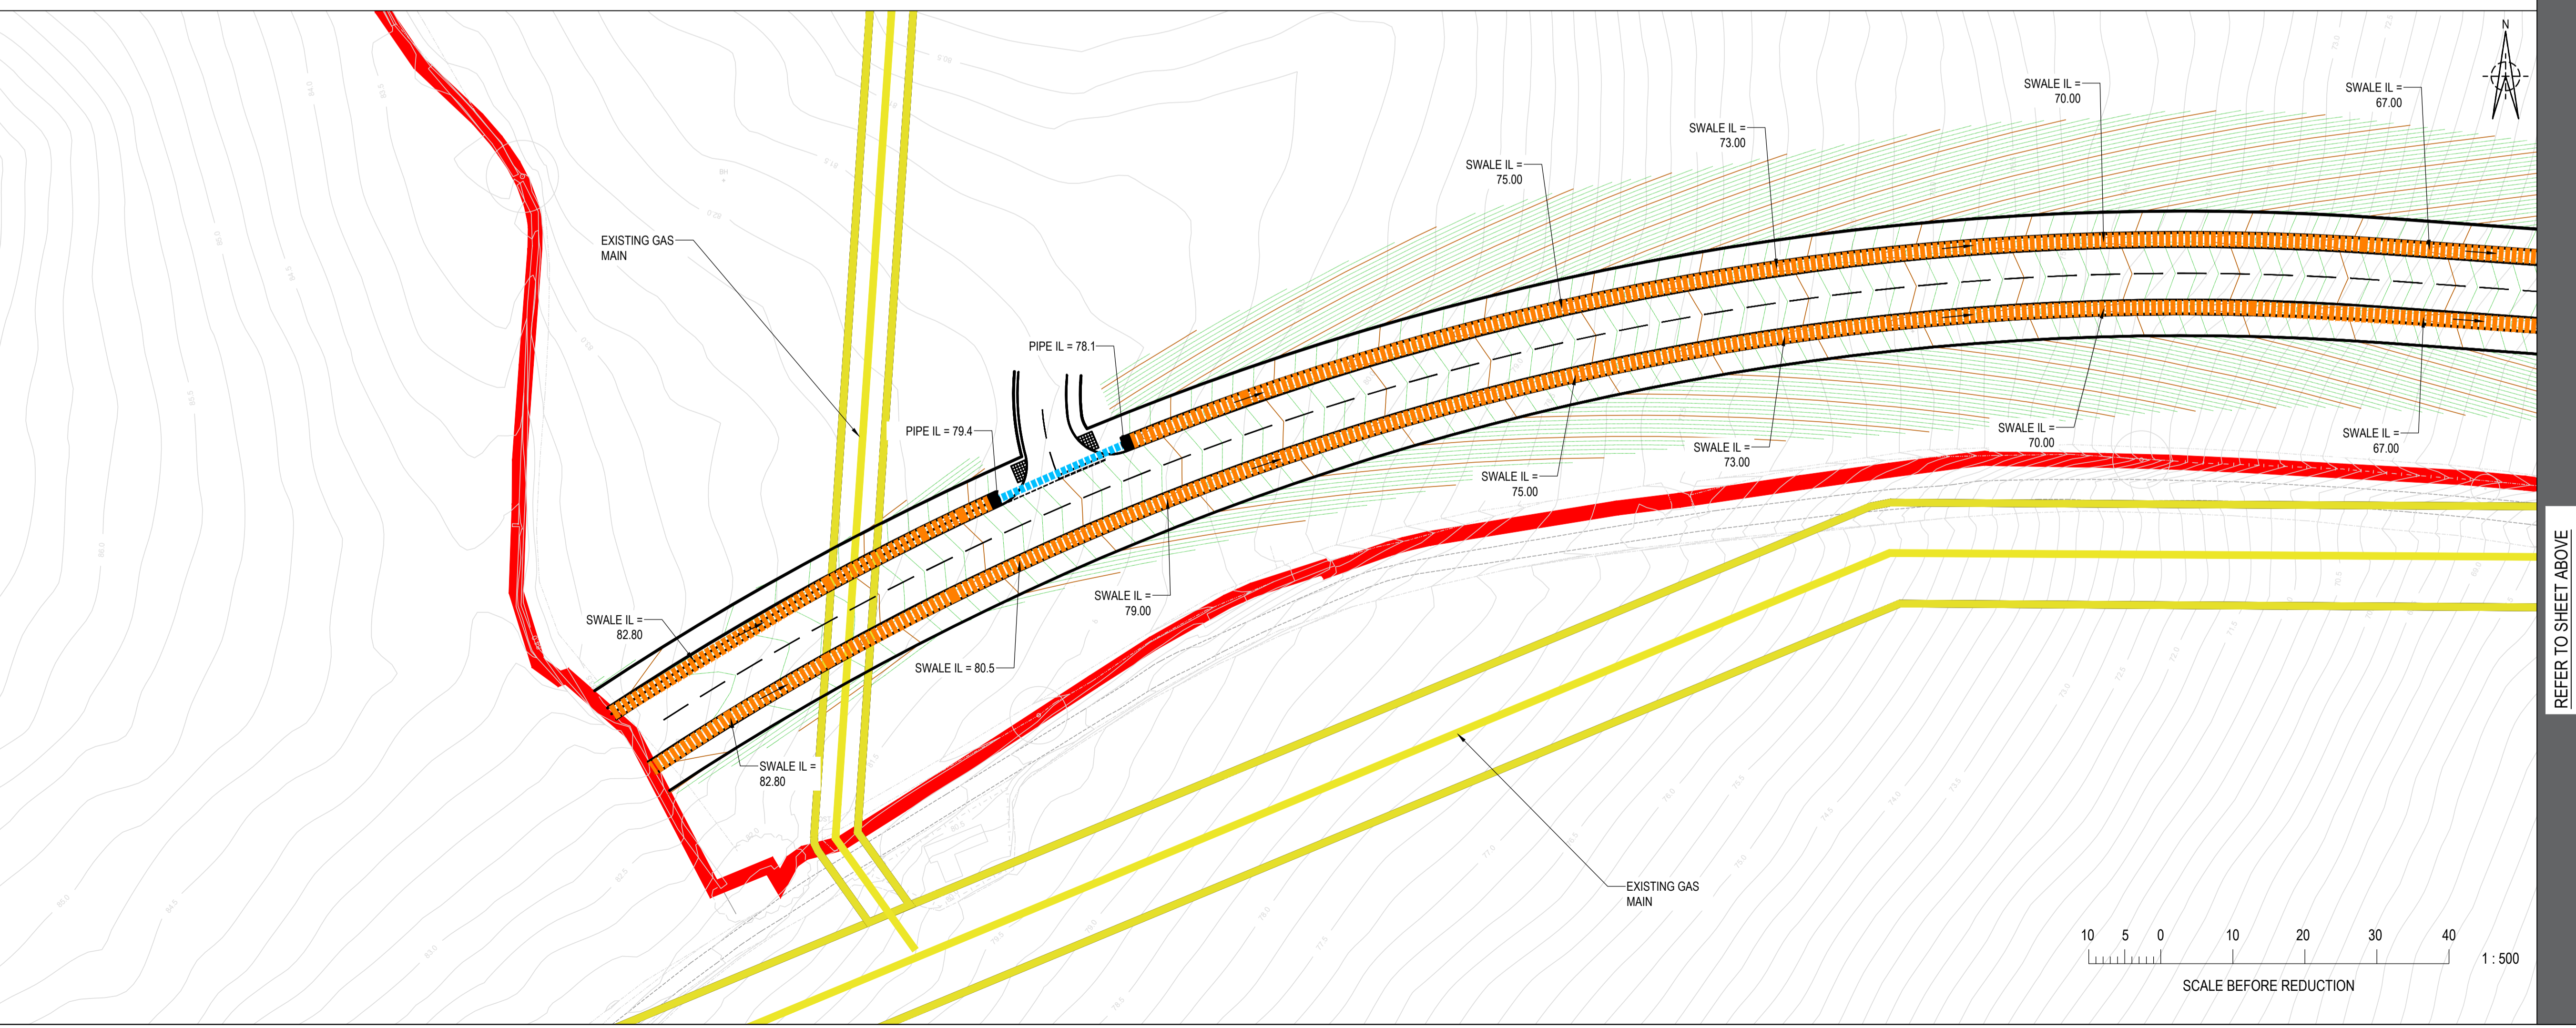 N
SWALE IL =
70.00
SWALE IL =
67.00
SWALE IL =
73.00
SWALE IL =
75.00
EXISTING GAS
MAIN
PIPE IL = 78.1
PIPE IL = 79.4
SWALE IL =
70.00
SWALE IL =
67.00
SWALE IL =
73.00
SWALE IL =
75.00
SWALE IL =
79.00
SWALE IL =
82.80
SWALE IL = 80.5
SWALE IL =
82.80
EXISTING GAS
MAIN
REFER TO SHEET ABOVE
10 5 0 10 20 30 40
1 : 500
SCALE BEFORE REDUCTION